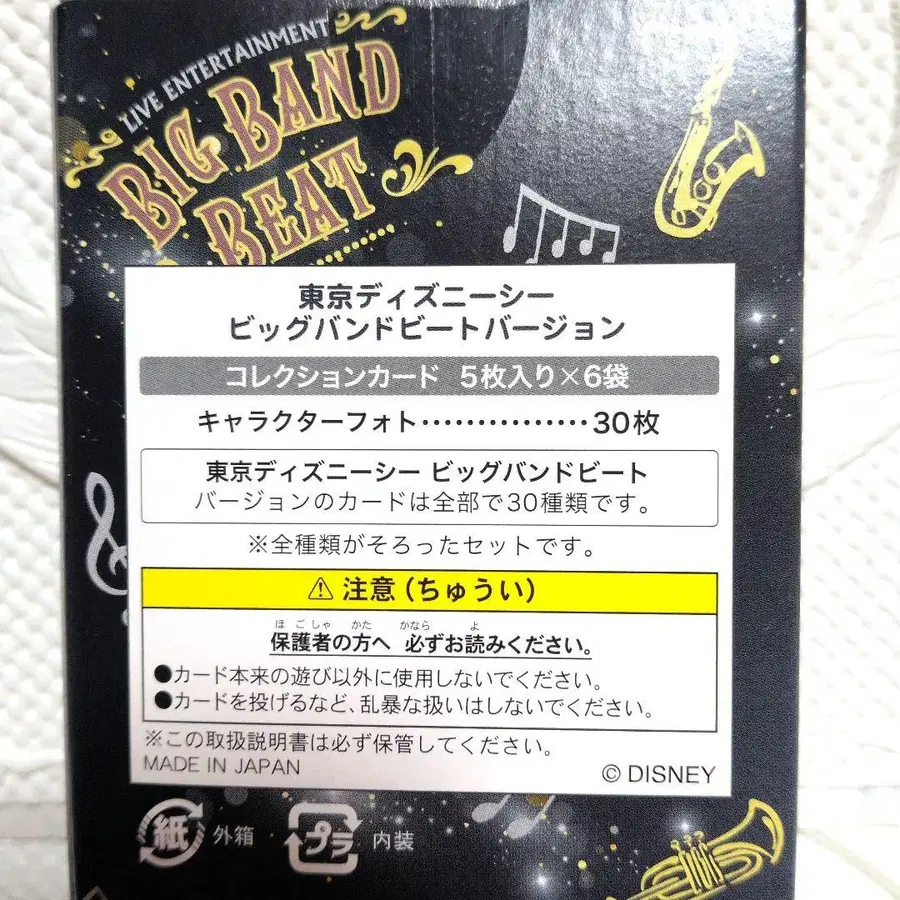 LIVE ENTERTAINMENT
BIG BAND
BEAT
東京ディズニーシー
ビッグバンドビートバージョン
コレクションカード 5枚入り×6袋
キャラクターフォト……………30枚
東京ディズニーシー ビッグバンドビート
バージョンのカードは全部で30種類です。
※全種類がそろったセットです。
⚠ 注意(ちゅうい)
ほごしゃ かた かなら よ
保護者の方へ 必ずお読みください。
●カード本来の遊び以外に使用しないでください。
●カードを投げるなど、乱暴な扱いはしないでください。
※この取扱説明書は必ず保管してください。
MADE IN JAPAN
© DISNEY
紙 外箱 プラ 内装